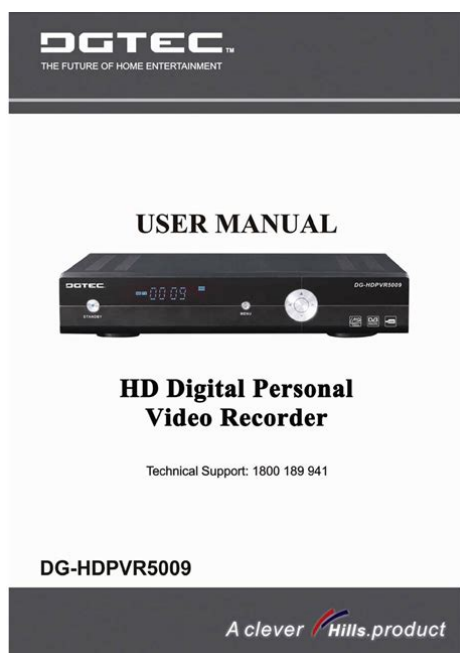 DGTEC™
THE FUTURE OF HOME ENTERTAINMENT
USER MANUAL
DGTEC
DG-HDPVR5009
0009
STANDBY
MENU
HD Digital Personal
Video Recorder
Technical Support: 1800 189 941
DG-HDPVR5009
A clever Hills.product